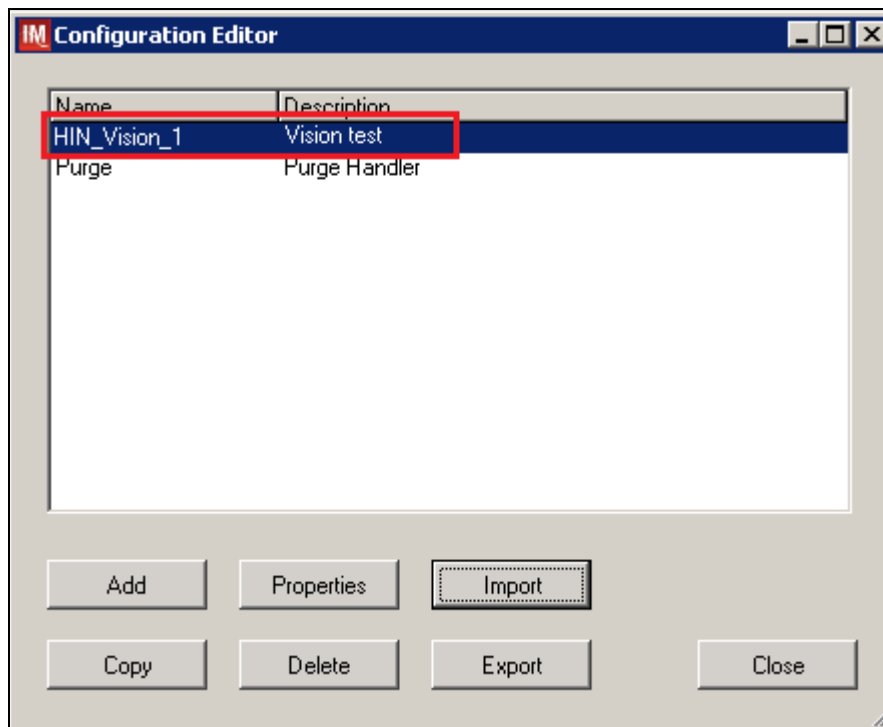 IM Configuration Editor
Name Description
HIN_Vision_1 Vision test
Purge Purge Handler
Add Properties Import
Copy Delete Export Close